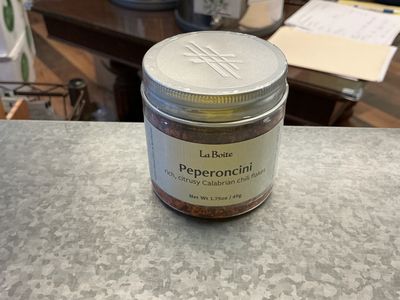 La Boîte
Peperoncini
rich, citrusy Calabrian chili flakes
Net Wt 1.75oz / 49g